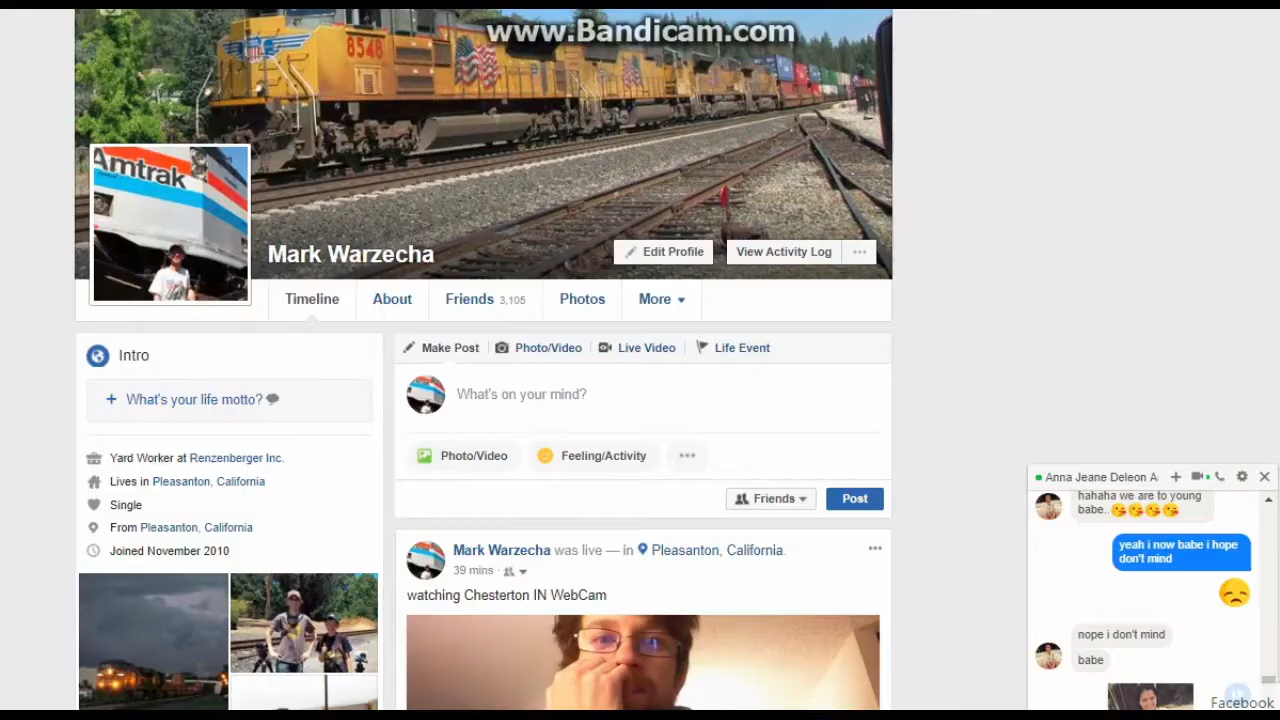 www.Bandicam.com
8548
Amtrak
Mark Warzecha
Edit Profile
View Activity Log
Timeline
About
Friends 3,105
Photos
More
Intro
Make Post
Photo/Video
Live Video
Life Event
+ What's your life motto?
What's on your mind?
Photo/Video
Feeling/Activity
Yard Worker at Renzenberger Inc.
Lives in Pleasanton, California
Single
From Pleasanton, California
Joined November 2010
Friends
Post
Mark Warzecha was live — in Pleasanton, California.
39 mins ·
watching Chesterton IN WebCam
Anna Jeane Deleon A
hahaha we are to young
babe..
yeah i now babe i hope
don't mind
nope i don't mind
babe
Facebook